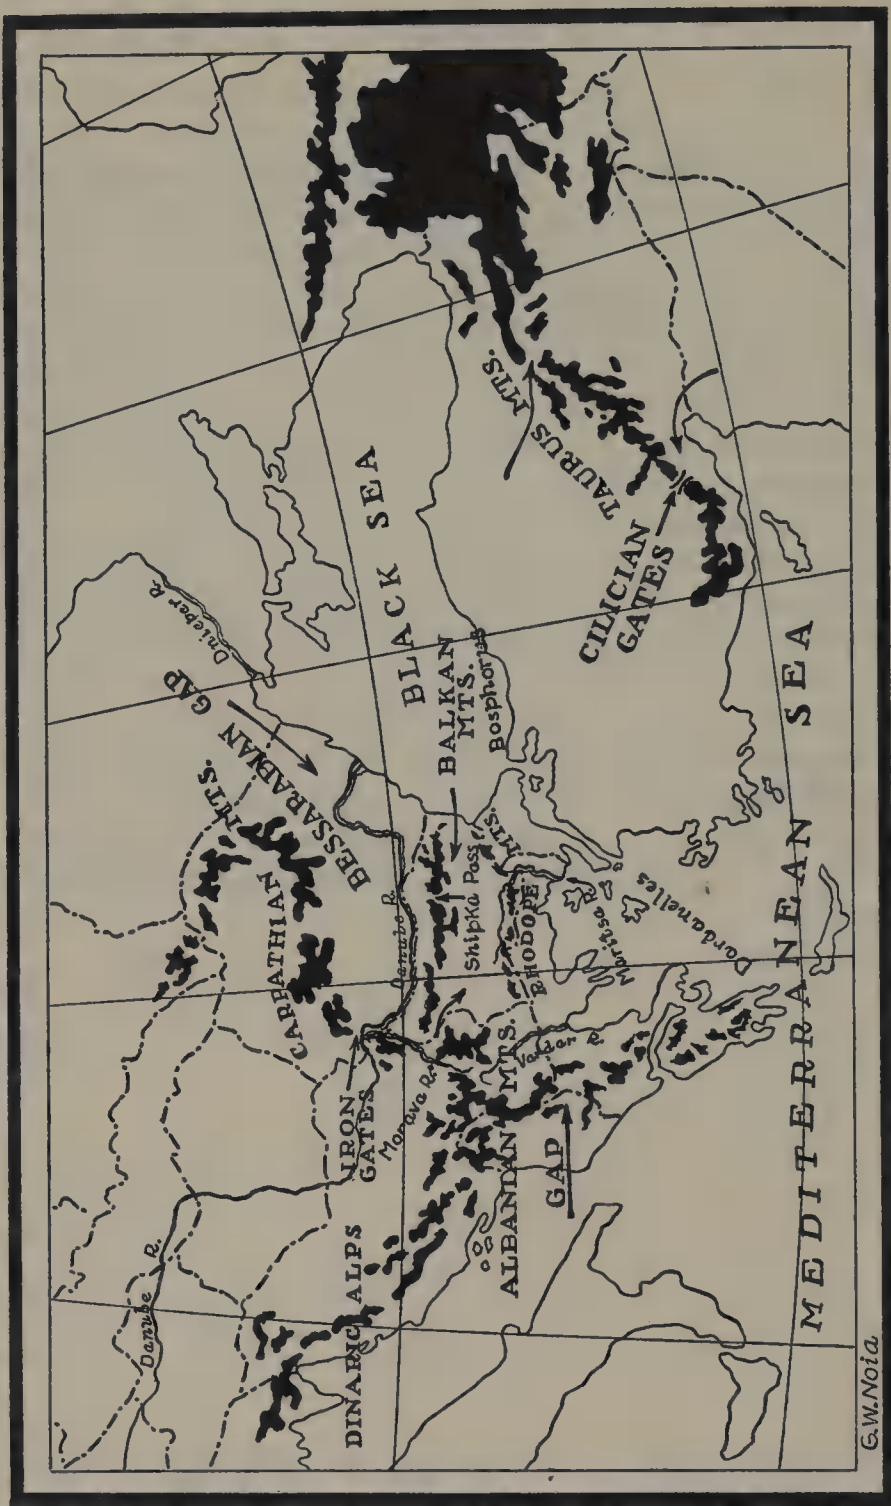 Danube R.
DINARIC ALPS
IRON
GATES
Morava R.
CARPATHIAN MTS.
BESSARABIAN GAP
Dnieper R.
Danube R.
BLACK SEA
BALKAN
MTS.
Bosphorus
Shipka Pass
RHODOPE MTS.
Maritsa R.
Dardanelles
Vardar R.
ALBANIAN MTS.
GAP
TAURUS MTS.
CILICIAN
GATES
MEDITERRANEAN SEA
G.W.Noia